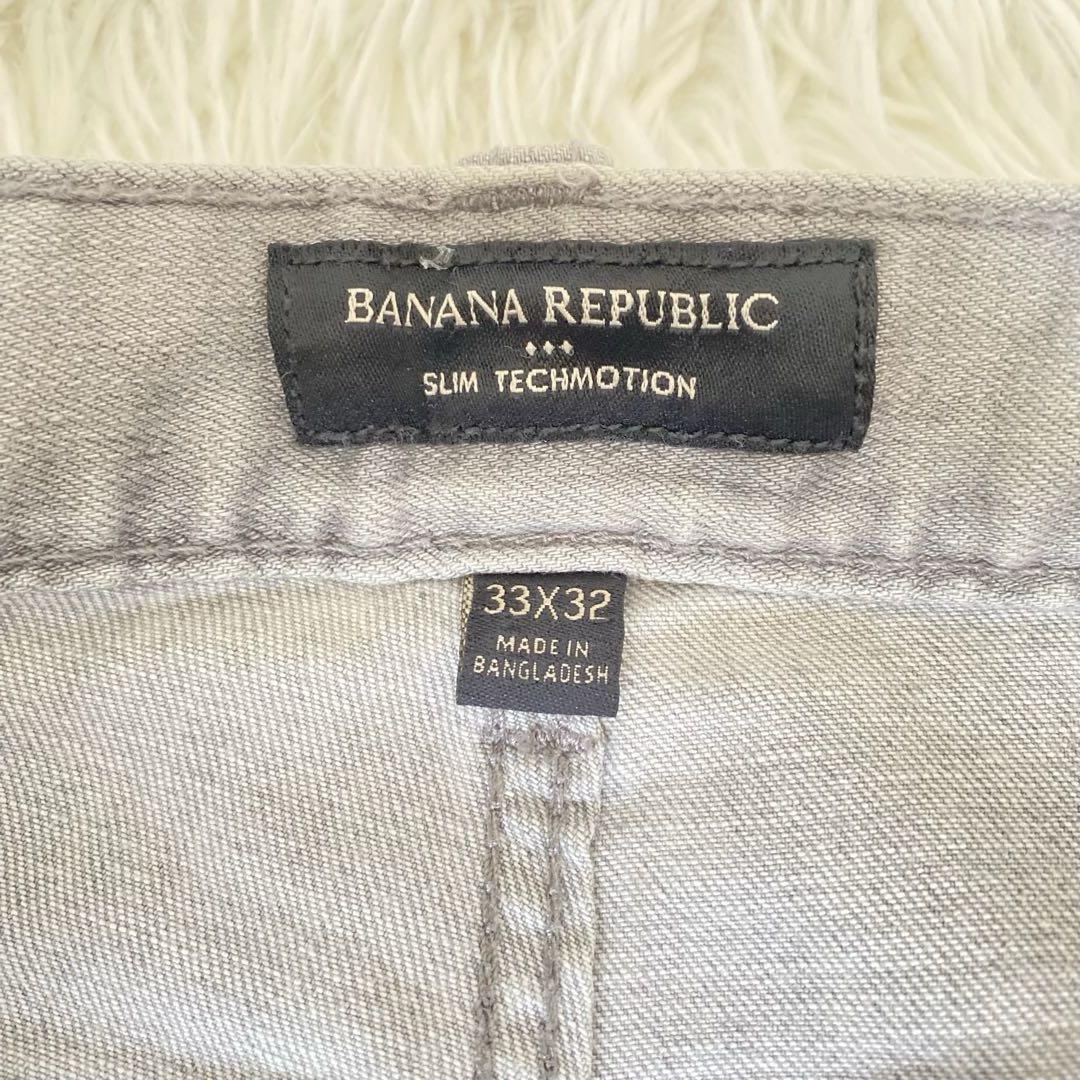 BANANA REPUBLIC
SLIM TECHMOTION
33X32
MADE IN
BANGLADESH